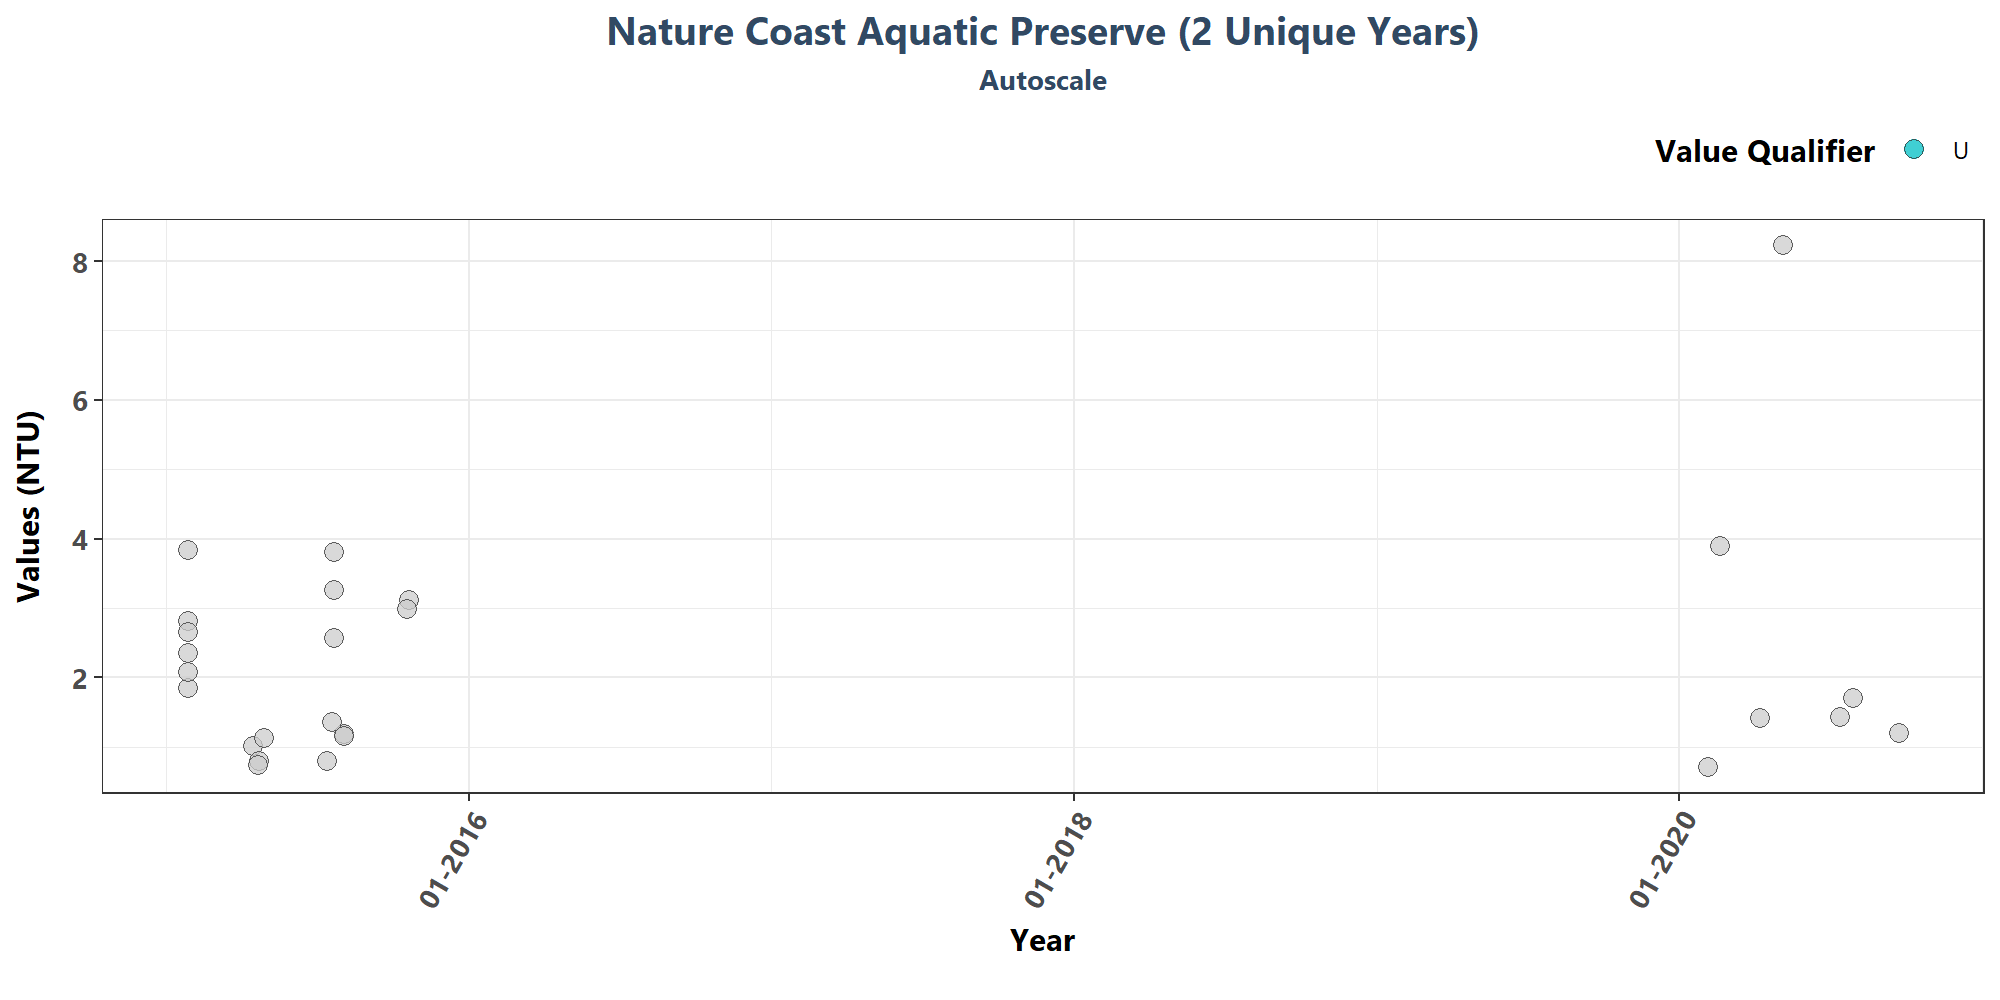 Nature Coast Aquatic Preserve (2 Unique Years)
Autoscale
Value Qualifier U
8
6
4
2
Values (NTU)
01-2016
01-2018
01-2020
Year